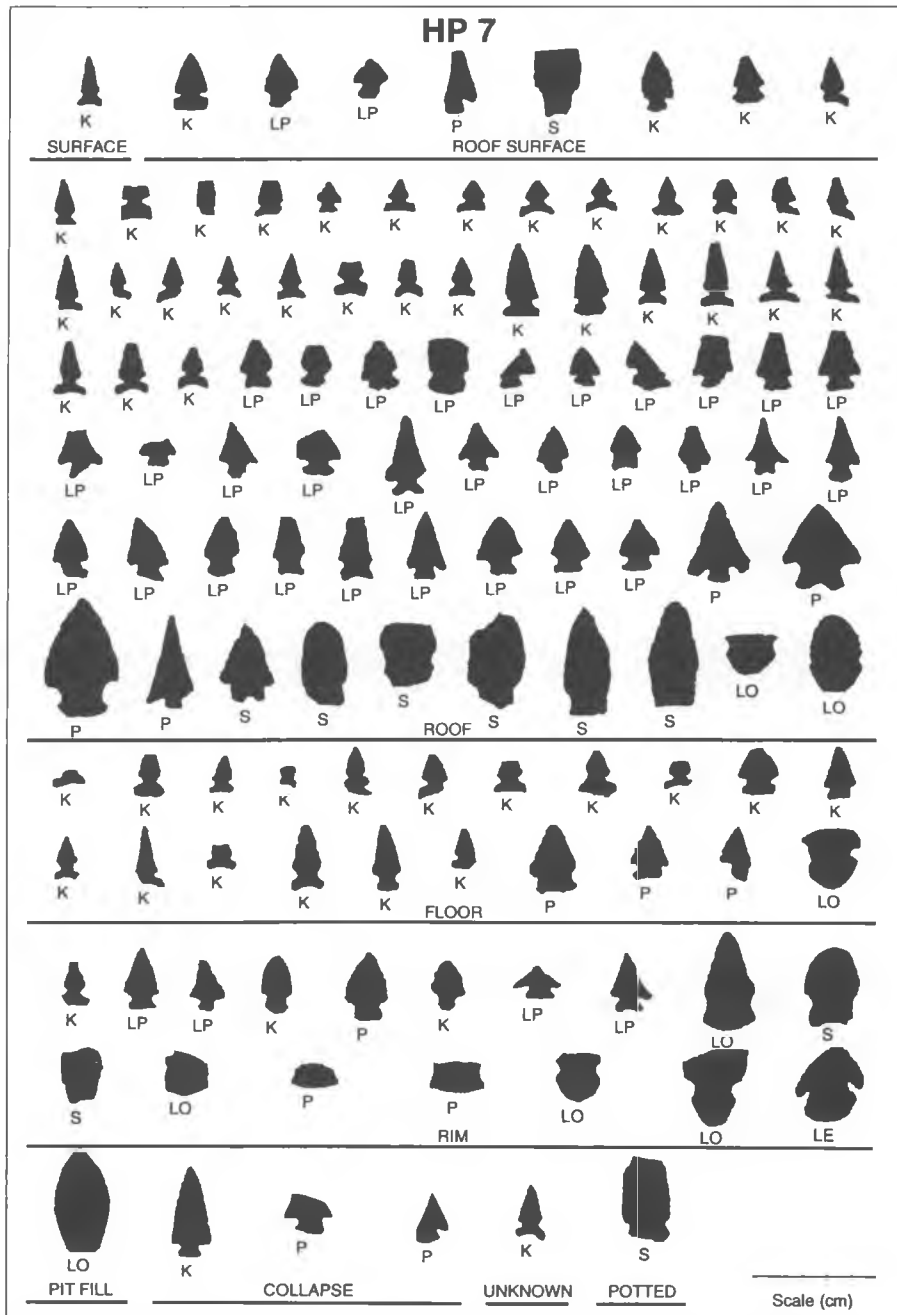 HP 7
K K LP LP P S K K K
SURFACE ROOF SURFACE
K K K K K K K K K K K K K
K K K K K K K K K K K K K K
K K K LP LP LP LP LP LP LP LP LP LP
LP LP LP LP LP LP LP LP LP LP LP
LP LP LP LP LP LP LP LP LP P P
P P S S S S S S LO LO
ROOF
K K K K K K K K K K K
K K K K K K P P P LO
FLOOR
K LP LP K P K LP LP LO S
S LO P P LO LO LE
RIM
LO K P P K S
PIT FILL COLLAPSE UNKNOWN POTTED
Scale (cm)